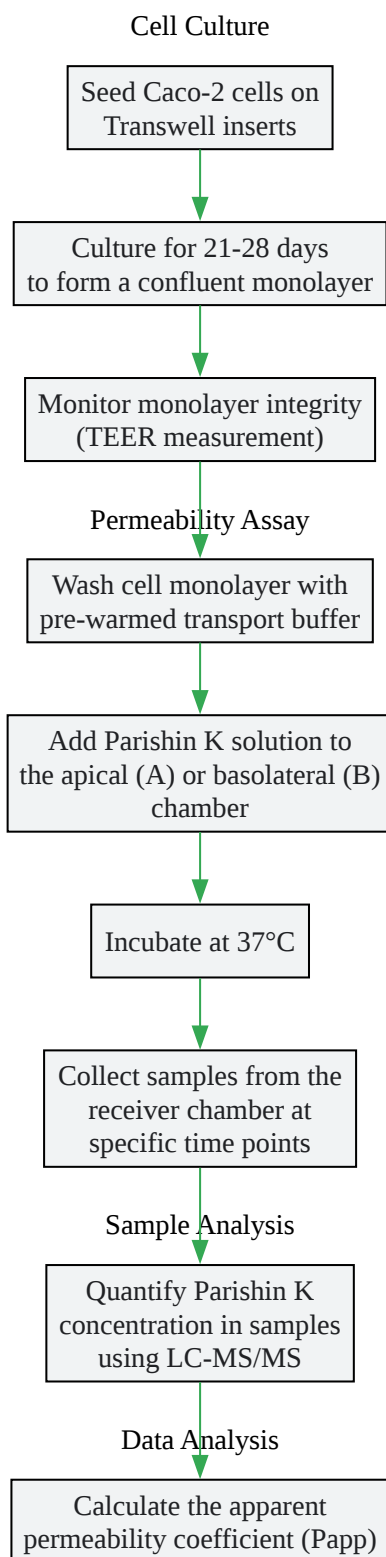 Cell Culture
Seed Caco-2 cells on
Transwell inserts
Culture for 21-28 days
to form a confluent monolayer
Monitor monolayer integrity
(TEER measurement)
Permeability Assay
Wash cell monolayer with
pre-warmed transport buffer
Add Parishin K solution to
the apical (A) or basolateral (B)
chamber
Incubate at 37°C
Collect samples from the
receiver chamber at
specific time points
Sample Analysis
Quantify Parishin K
concentration in samples
using LC-MS/MS
Data Analysis
Calculate the apparent
permeability coefficient (Papp)